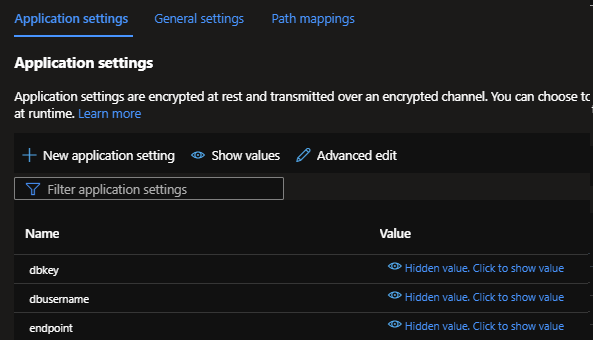 Application settings General settings Path mappings
Application settings
Application settings are encrypted at rest and transmitted over an encrypted channel. You can choose to
at runtime. Learn more
New application setting Show values Advanced edit
Filter application settings
Name Value
dbkey Hidden value. Click to show value
dbusername Hidden value. Click to show value
endpoint Hidden value. Click to show value